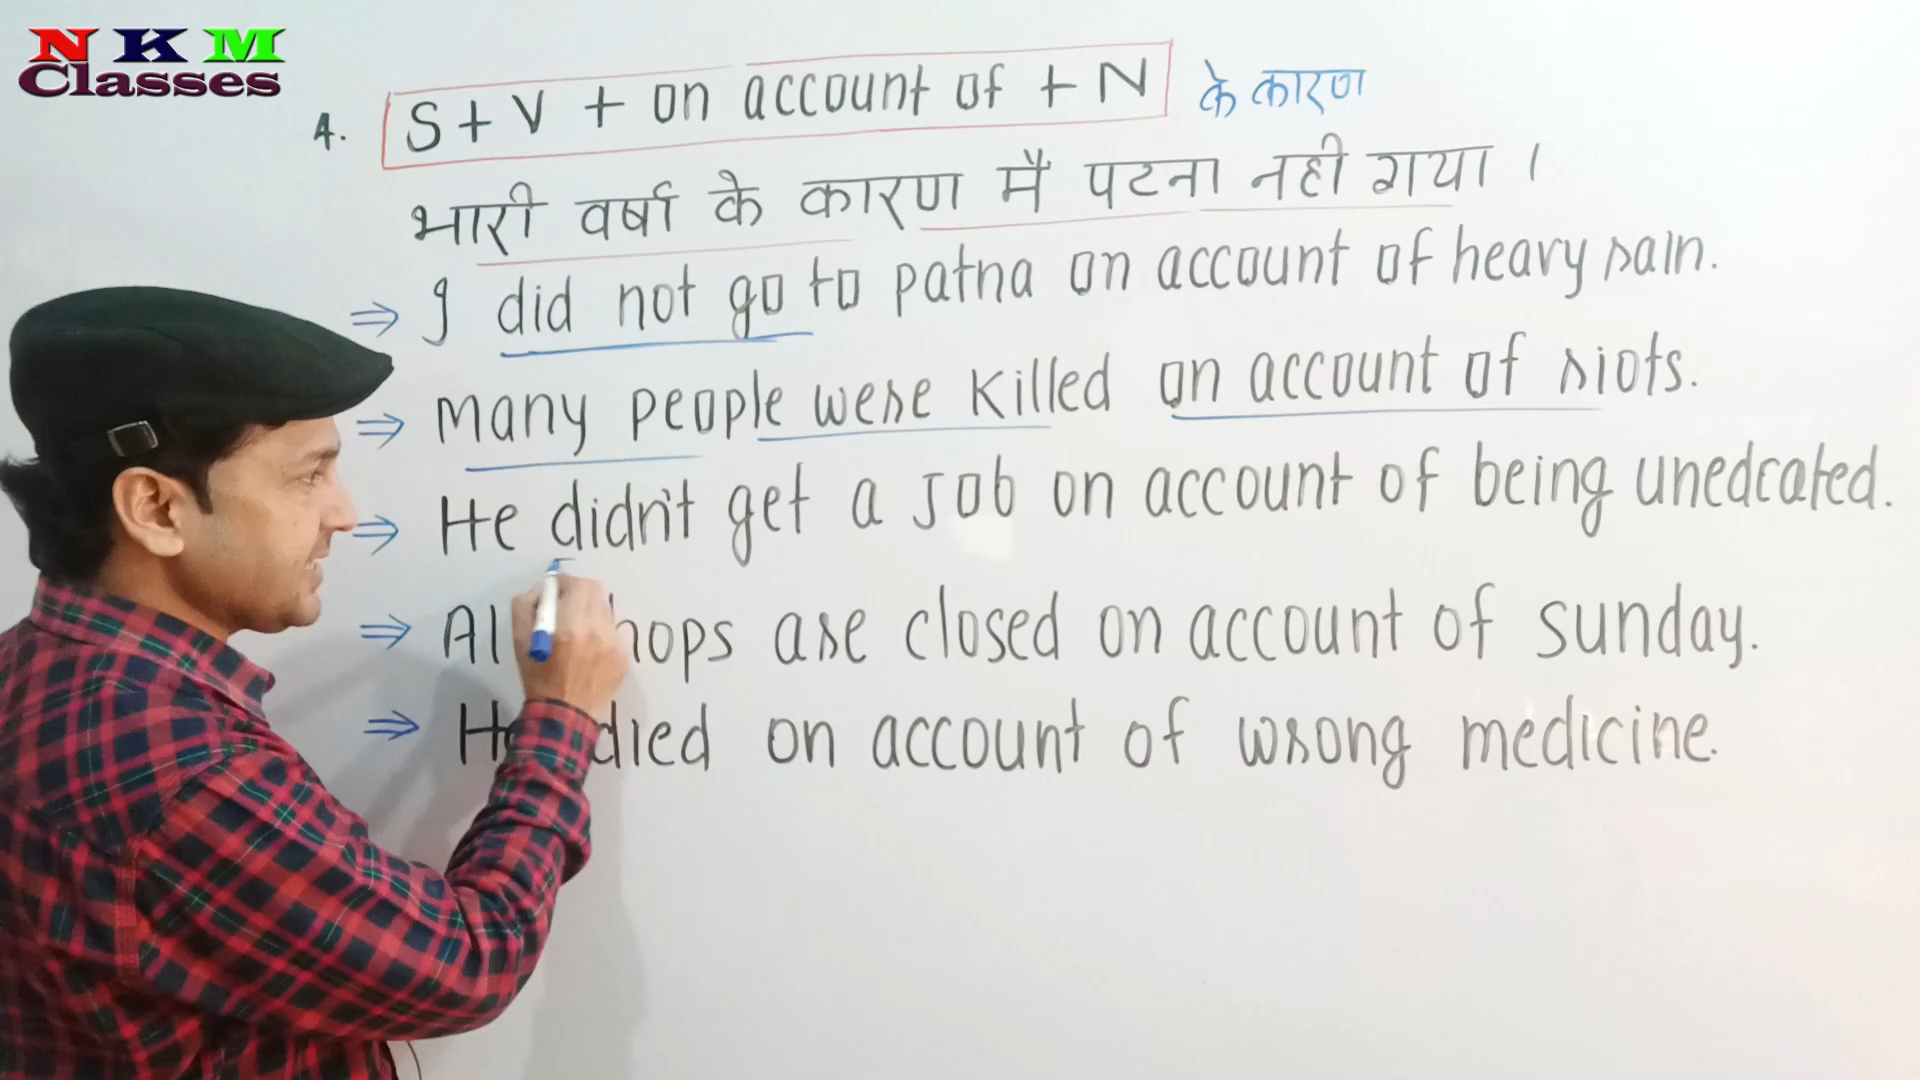 NKM
Classes
4. S + V + on account of + N के कारण
भारी वर्षा के कारण मैं पटना नही गया ।
⇒ I did not go to patna on account of heavy rain.
⇒ Many people were killed on account of riots.
⇒ He didn't get a job on account of being unedcated.
⇒ Al hops are closed on account of sunday.
⇒ He died on account of wrong medicine.